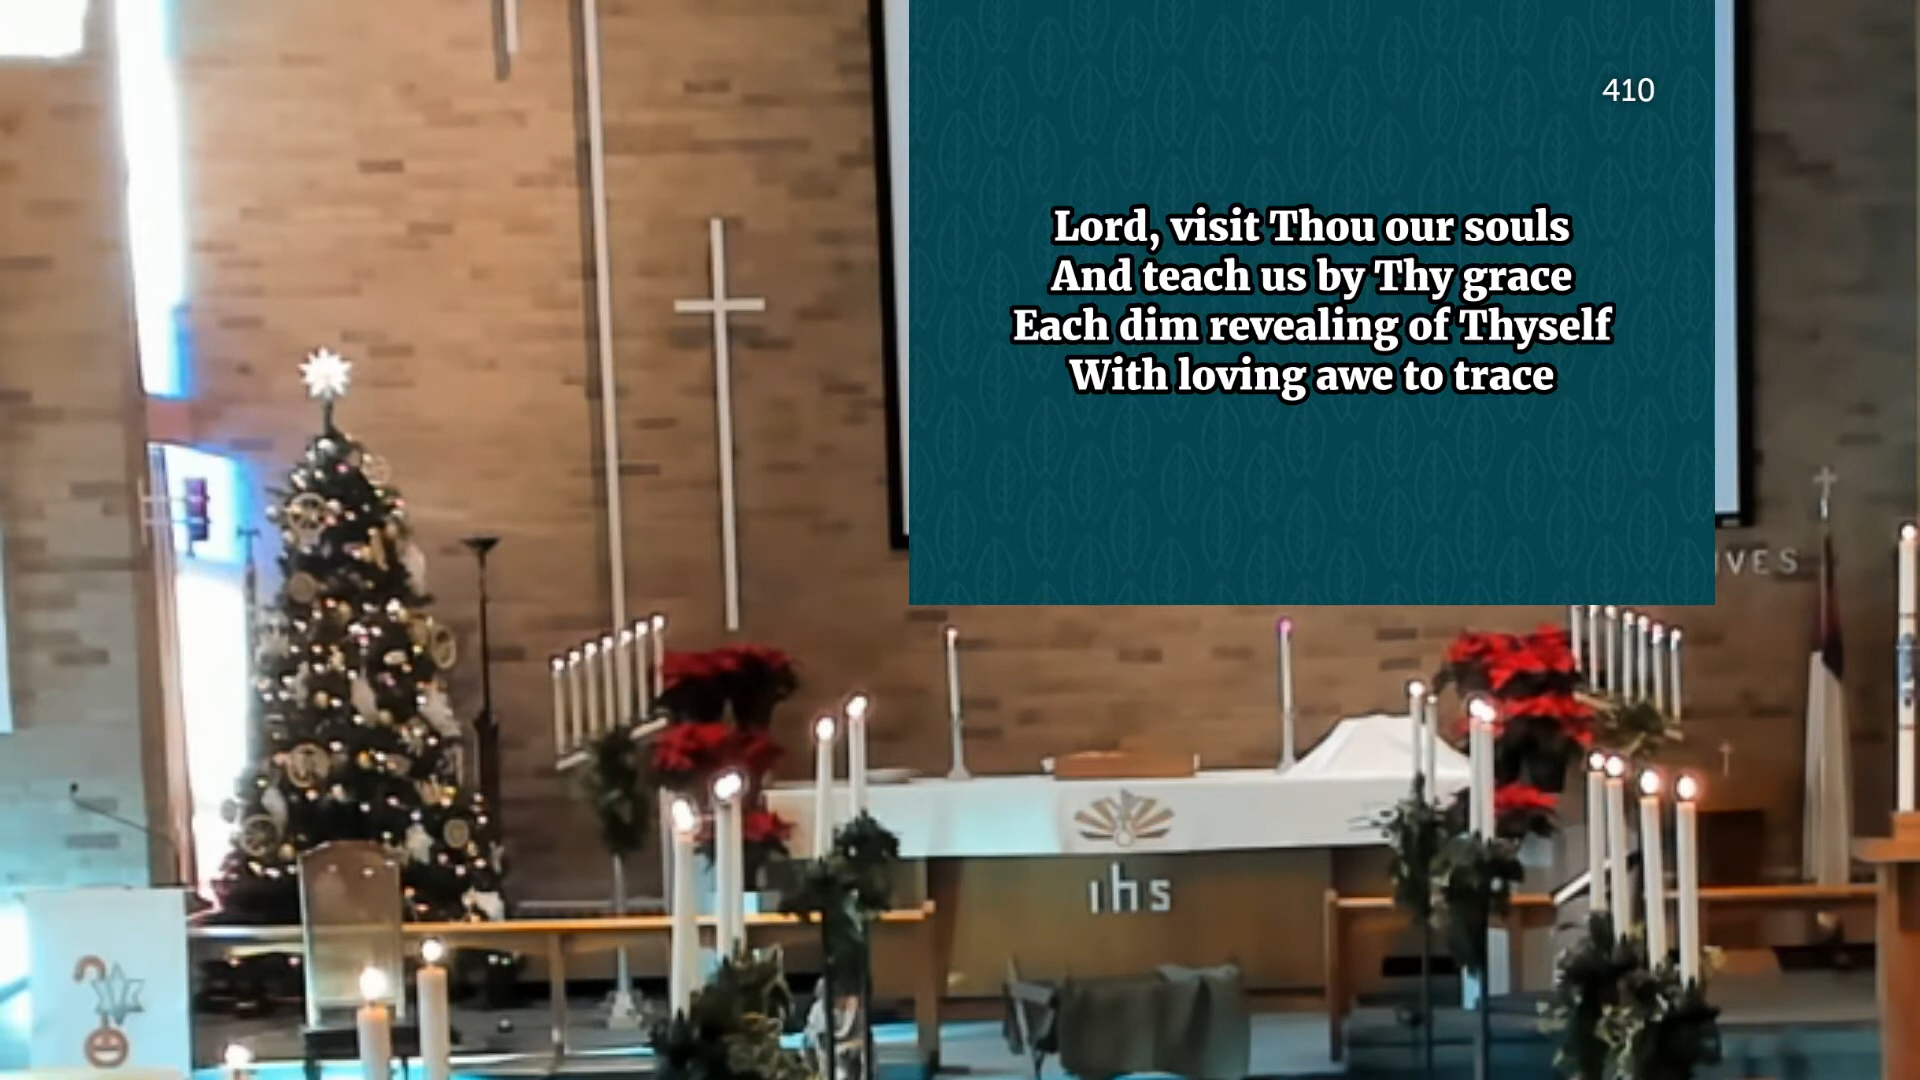 410
Lord, visit Thou our souls
And teach us by Thy grace
Each dim revealing of Thyself
With loving awe to trace
IVES
ihs